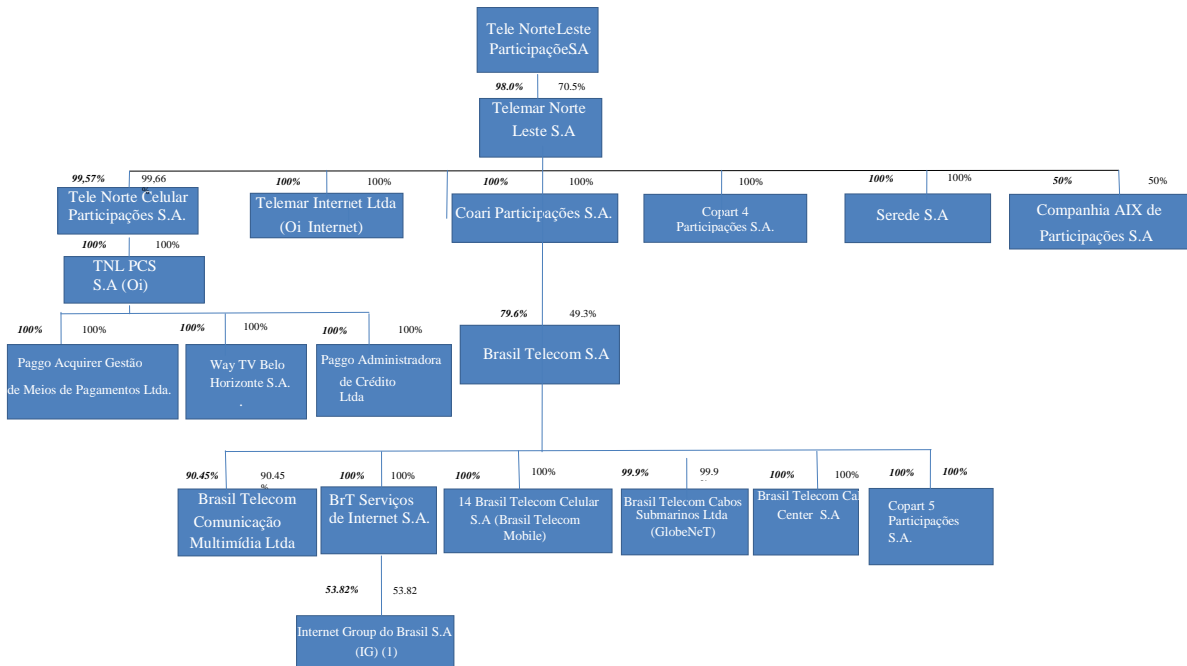 Tele Norte Leste
ParticipaçõeSA
98.0% 70.5%
Telemar Norte
Leste S.A
99,57% 99,66
%
100% 100%
100% 100%
100%
100% 100%
50% 50%
Tele Norte Celular
Participações S.A.
Telemar Internet Ltda
(Oi Internet)
Coari Participações S.A.
Copart 4
Participações S.A.
Serede S.A
Companhia AIX de
Participações S.A
100% 100%
TNL PCS
S.A (Oi)
79.6% 49.3%
Brasil Telecom S.A
100% 100%
100% 100%
100% 100%
Paggo Acquirer Gestão
de Meios de Pagamentos Ltda.
Way TV Belo
Horizonte S.A.
.
Paggo Administradora
de Crédito
Ltda
90.45% 90.45
%
100% 100%
100% 100%
99.9% 99.9
%
100% 100%
100% 100%
Brasil Telecom
Comunicação
Multimídia Ltda
BrT Serviços
de Internet S.A.
14 Brasil Telecom Celular
S.A (Brasil Telecom
Mobile)
Brasil Telecom Cabos
Submarinos Ltda
(GlobeNeT)
Brasil Telecom Cal
Center S.A
Copart 5
Participações
S.A.
53.82% 53.82
Internet Group do Brasil S.A
(IG) (1)